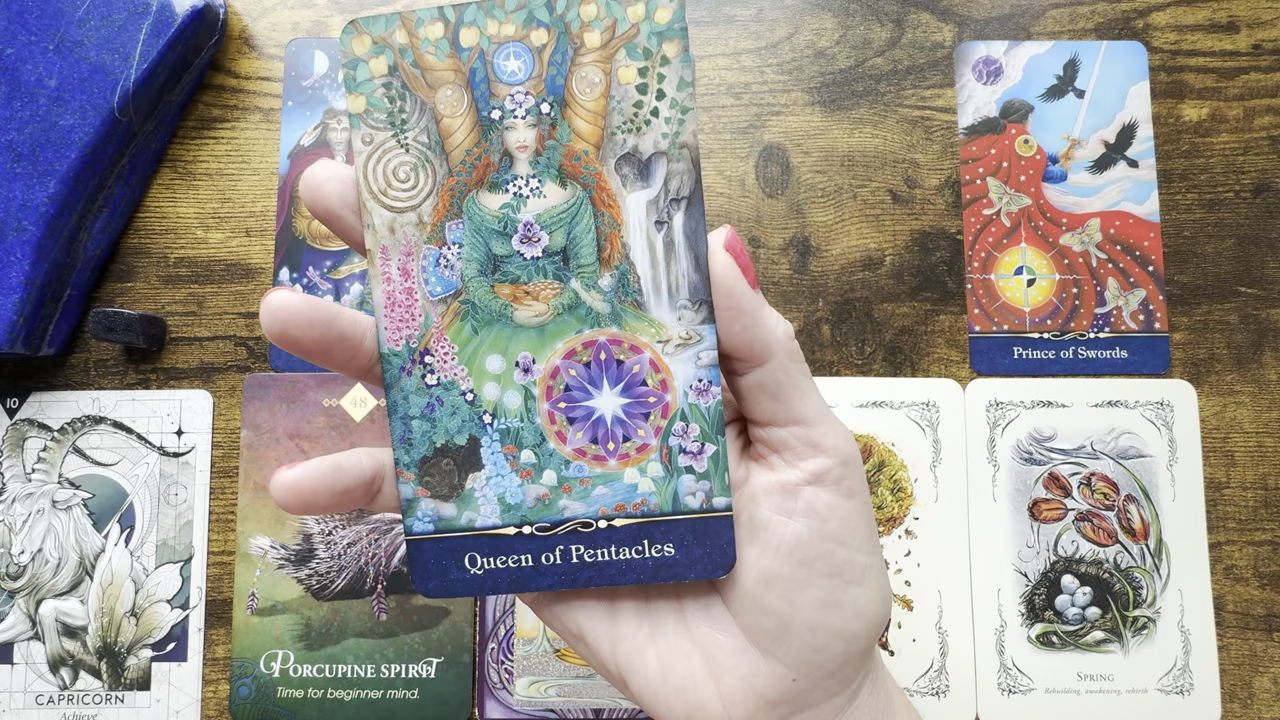 Queen of Pentacles
Prince of Swords
10
CAPRICORN
Achieve
48
PORCUPINE SPIRIT
Time for beginner mind.
SPRING
Rebuilding, awakening, rebirth